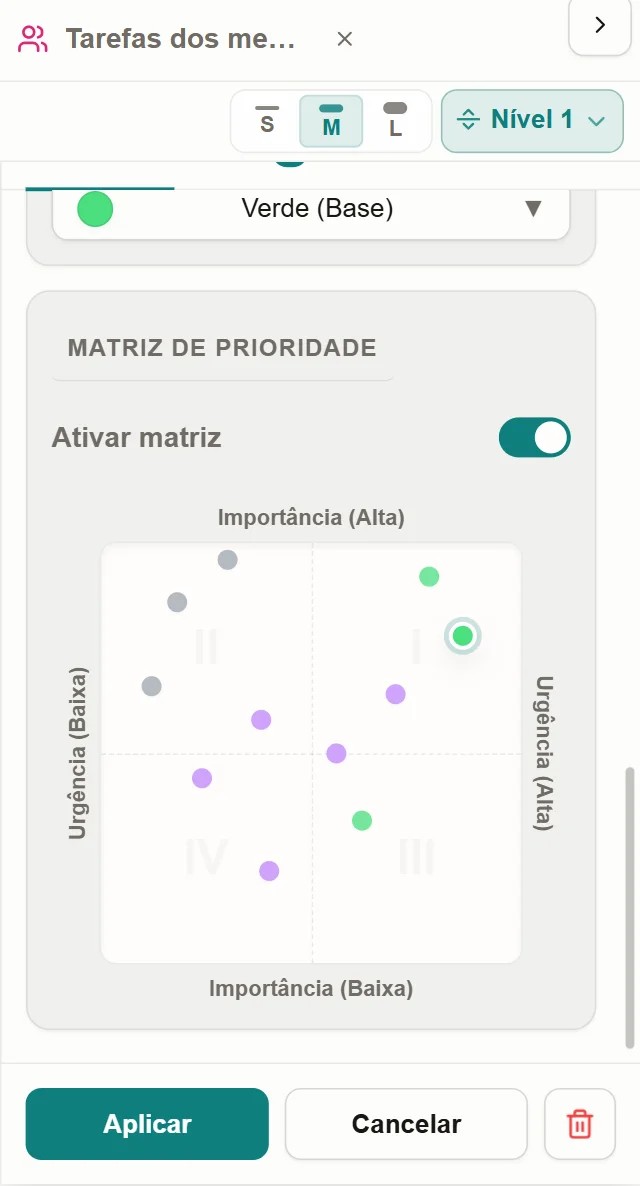 Tarefas dos me...
S
M
L
Nível 1
Verde (Base)
MATRIZ DE PRIORIDADE
Ativar matriz
Importância (Alta)
II
I
Urgência (Baixa)
Urgência (Alta)
IV
III
Importância (Baixa)
Aplicar
Cancelar